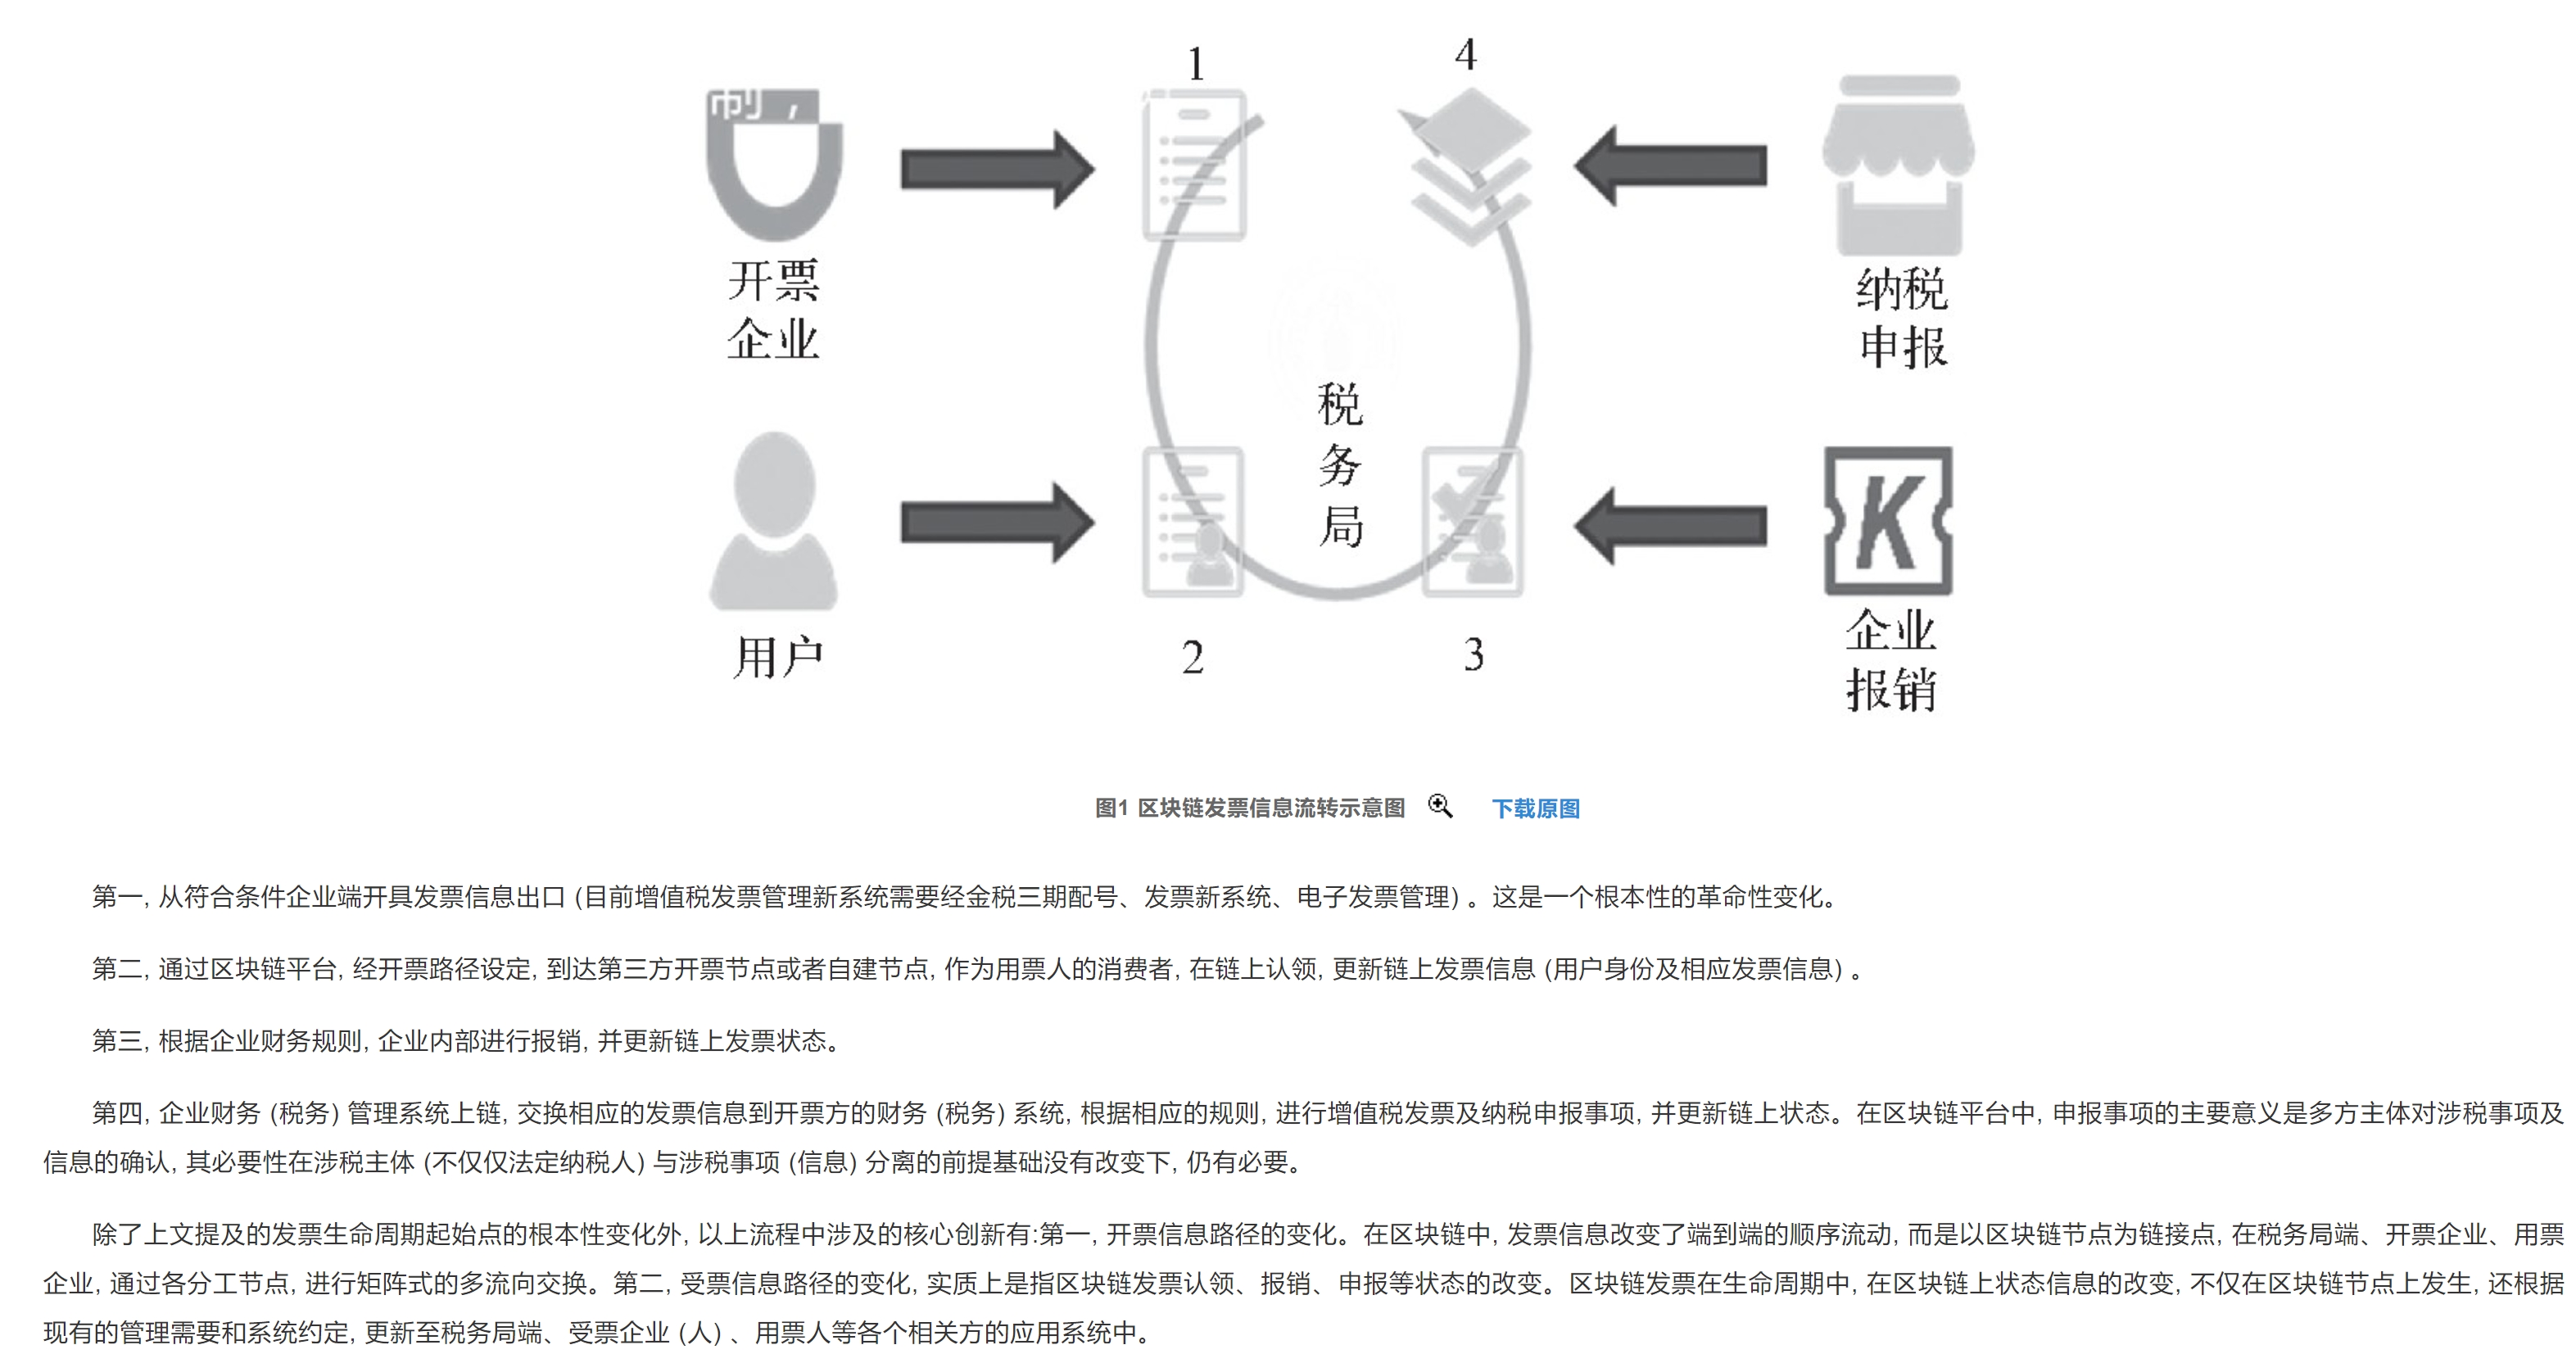 1
4
制，
开票
企业
纳税
申报
税
务
局
K
用户
2
3
企业
报销
图1 区块链发票信息流转示意图 下载原图
第一, 从符合条件企业端开具发票信息出口 (目前增值税发票管理新系统需要经金税三期配号、发票新系统、电子发票管理) 。这是一个根本性的革命性变化。
第二, 通过区块链平台, 经开票路径设定, 到达第三方开票节点或者自建节点, 作为用票人的消费者, 在链上认领, 更新链上发票信息 (用户身份及相应发票信息) 。
第三, 根据企业财务规则, 企业内部进行报销, 并更新链上发票状态。
第四, 企业财务 (税务) 管理系统上链, 交换相应的发票信息到开票方的财务 (税务) 系统, 根据相应的规则, 进行增值税发票及纳税申报事项, 并更新链上状态。在区块链平台中, 申报事项的主要意义是多方主体对涉税事项及
信息的确认, 其必要性在涉税主体 (不仅仅法定纳税人) 与涉税事项 (信息) 分离的前提基础没有改变下, 仍有必要。
除了上文提及的发票生命周期起始点的根本性变化外, 以上流程中涉及的核心创新有:第一, 开票信息路径的变化。在区块链中, 发票信息改变了端到端的顺序流动, 而是以区块链节点为链接点, 在税务局端、开票企业、用票
企业, 通过各分工节点, 进行矩阵式的多流向交换。第二, 受票信息路径的变化, 实质上是指区块链发票认领、报销、申报等状态的改变。区块链发票在生命周期中, 在区块链上状态信息的改变, 不仅在区块链节点上发生, 还根据
现有的管理需要和系统约定, 更新至税务局端、受票企业 (人) 、用票人等各个相关方的应用系统中。